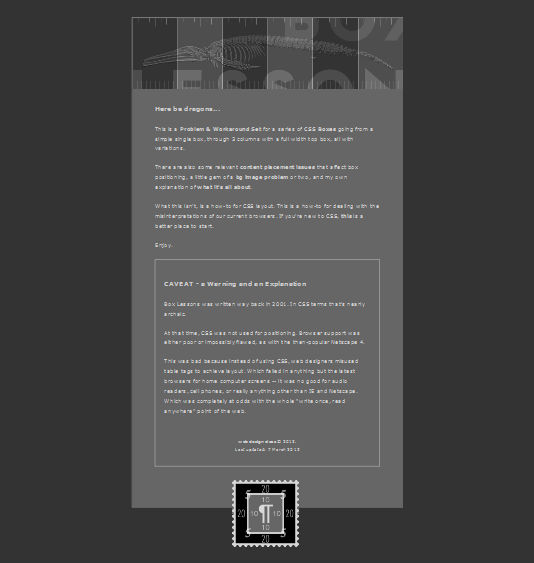 BOX
LESSON
Here be dragons...
This is a Problem & Workaround Set for a series of CSS Boxes going from a
simple single box, through 3 columns with a full width top box, all with
variations.
There are also some relevant content placement issues that affect box
positioning, a little gem of a bg image problem or two, and my own
explanation of what it's all about.
What this isn't, is a how-to for CSS layout. This is a how-to for dealing with the
misinterpretations of our current browsers. If you're new to CSS, this is a
better place to start.
Enjoy.
CAVEAT - a Warning and an Explanation
Box Lessons was written way back in 2001. In CSS terms that's nearly
archaic.
At that time, CSS was not used for positioning. Browser support was
either poor or impossibly flawed, as with the then-popular Netscape 4.
This was bad because instead of using CSS, web designers misused
table tags to achieve layout. Which failed in anything but the latest
browsers for home computer screens — it was no good for audio
readers, cell phones, or really anything other than IE and Netscape.
Which was completely at odds with the whole "write once, read
anywhere" point of the web.
Last updated: 7 March 2013
20
10
20 10 ¶ 10 20
10
20